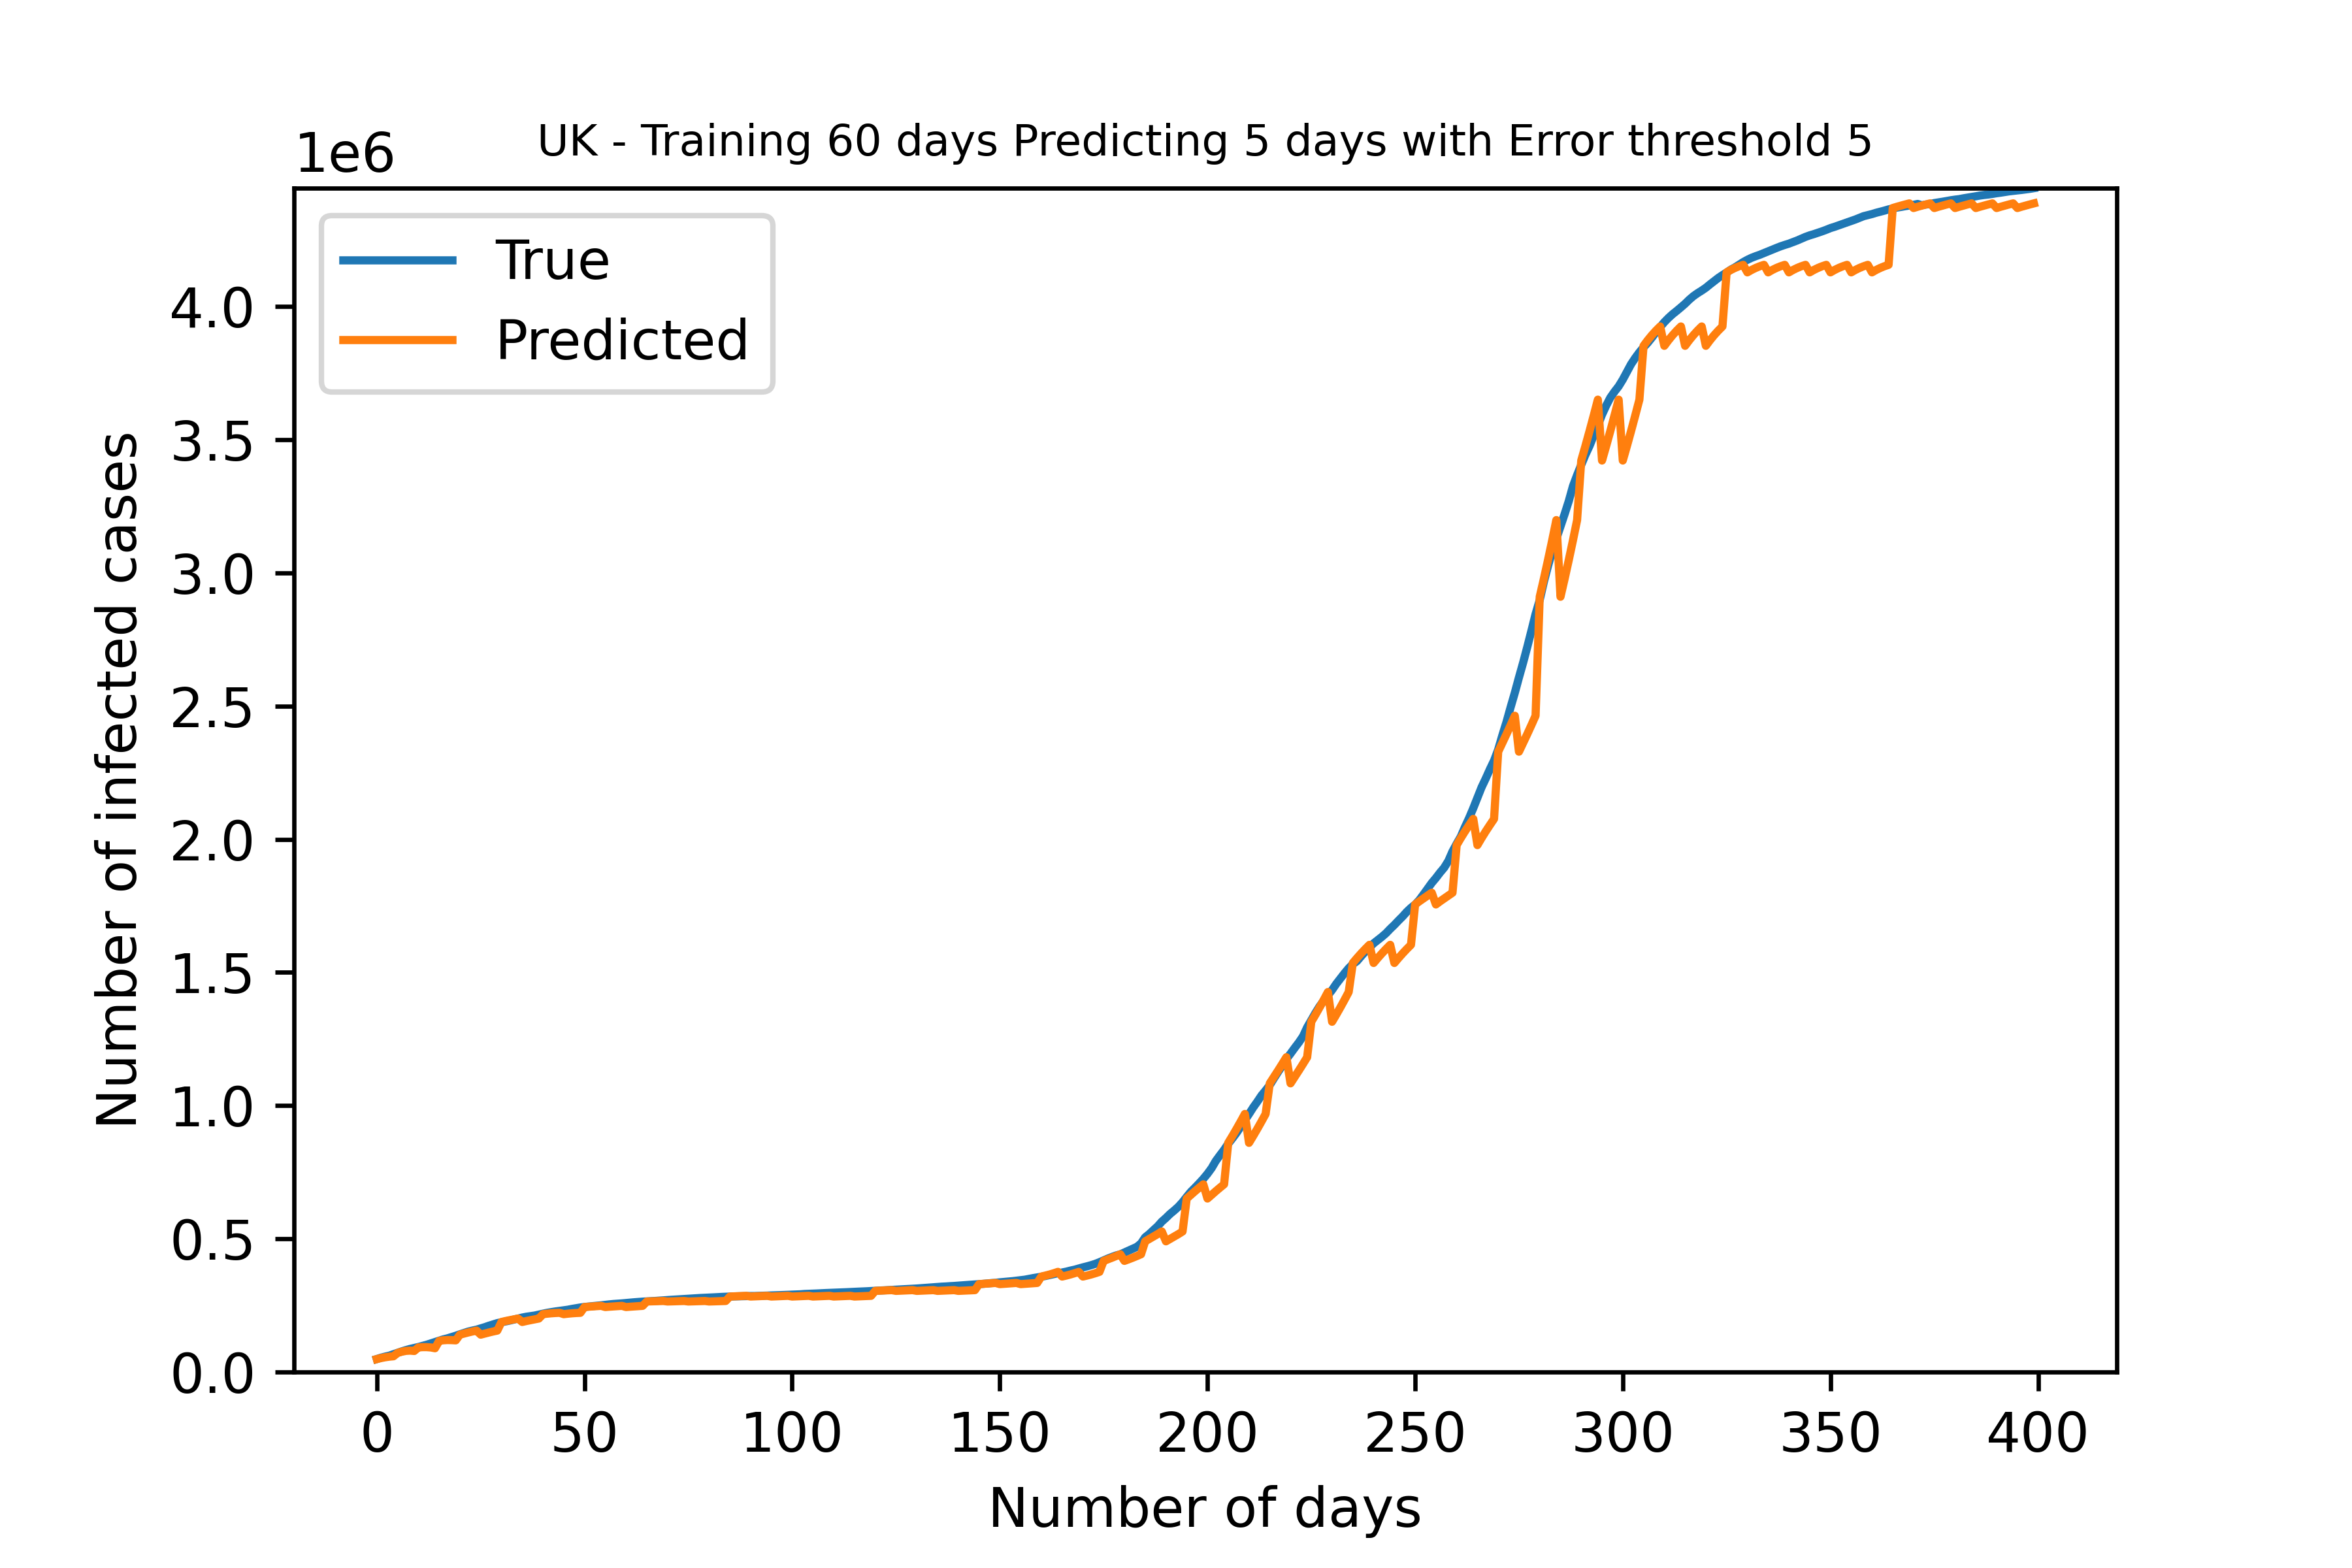 1e6
UK - Training 60 days Predicting 5 days with Error threshold 5
True
Predicted
4.0
3.5
3.0
2.5
2.0
1.5
1.0
0.5
0.0
Number of infected cases
0 50 100 150 200 250 300 350 400
Number of days